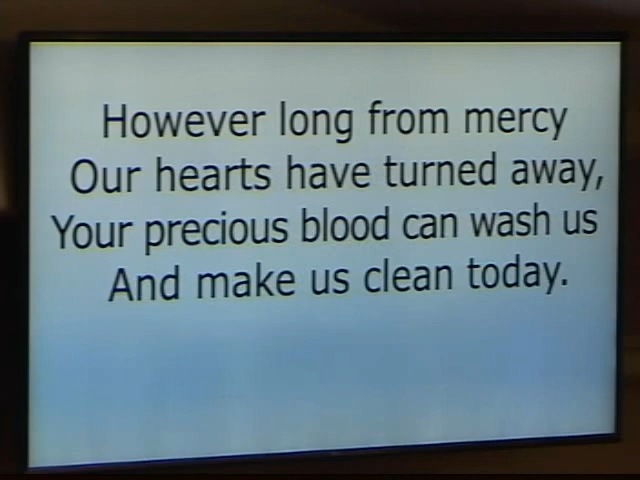 However long from mercy
Our hearts have turned away,
Your precious blood can wash us
And make us clean today.